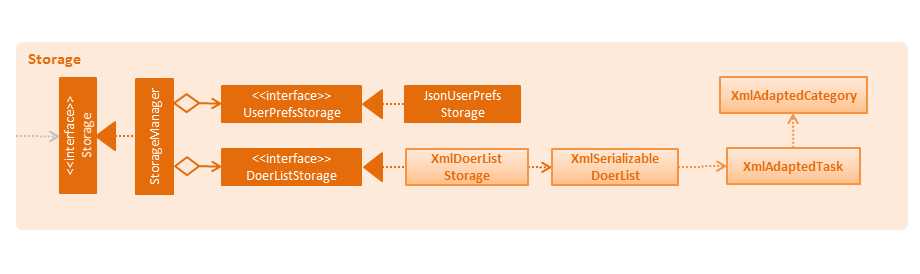 Storage
<<interface>>
Storage
StorageManager
<<interface>>
UserPrefsStorage
JsonUserPrefs
Storage
XmlAdaptedCategory
<<interface>>
DoerListStorage
XmlDoerList
Storage
XmlSerializable
DoerList
XmlAdaptedTask